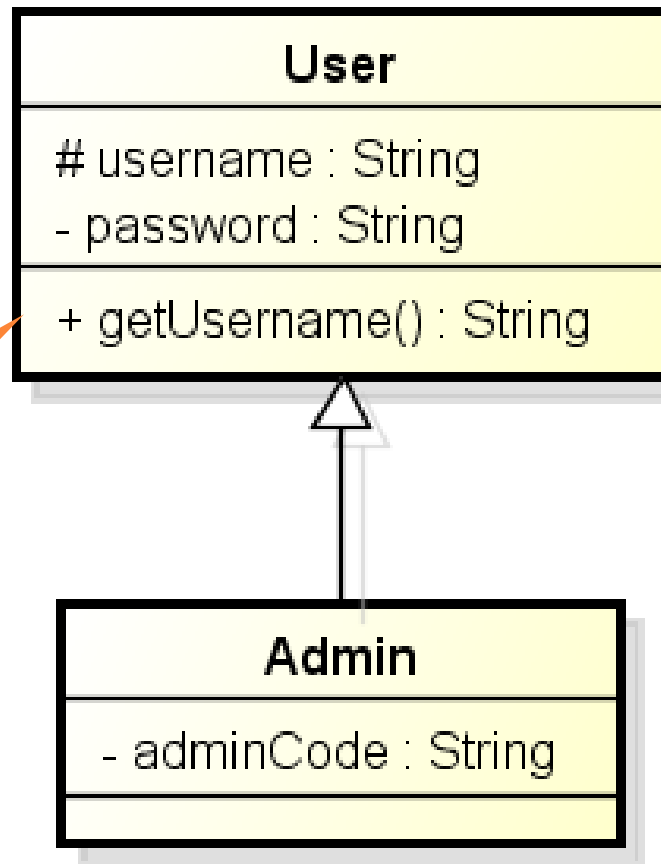 User
# username : String
- password : String
+ getUsername() : String
Admin
- adminCode : String